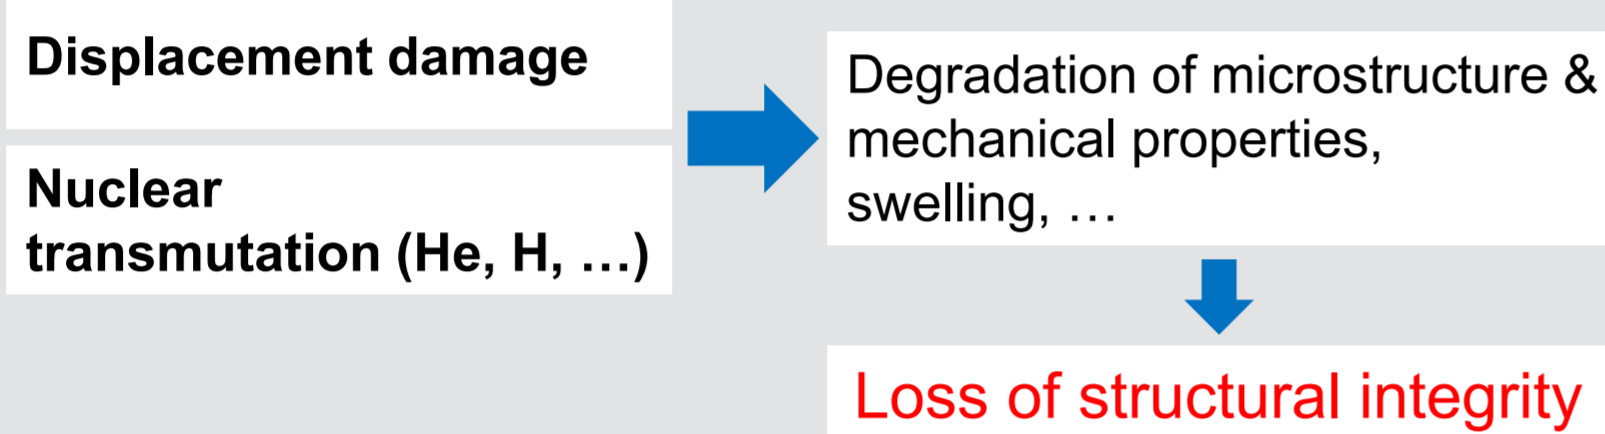 Displacement damage
Nuclear
transmutation (He, H, …)
Degradation of microstructure &
mechanical properties,
swelling, …
Loss of structural integrity